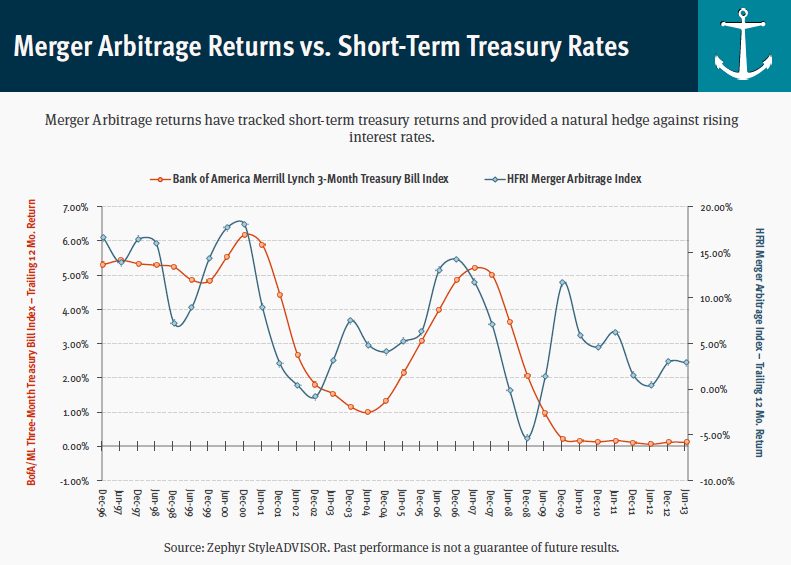 Merger Arbitrage Returns vs. Short-Term Treasury Rates
Merger Arbitrage returns have tracked short-term treasury returns and provided a natural hedge against rising
interest rates.
Bank of America Merrill Lynch 3-Month Treasury Bill Index
HFRI Merger Arbitrage Index
BofA/ML Three-Month Treasury Bill Index – Trailing 12 Mo. Return
7.00%
6.00%
5.00%
4.00%
3.00%
2.00%
1.00%
0.00%
-1.00%
20.00%
15.00%
10.00%
5.00%
0.00%
-5.00%
-10.00%
HFRI Merger Arbitrage Index – Trailing 12 Mo. Return
Dec-96
Jun-97
Dec-97
Jun-98
Dec-98
Jun-99
Dec-99
Jun-00
Dec-00
Jun-01
Dec-01
Jun-02
Dec-02
Jun-03
Dec-03
Jun-04
Dec-04
Jun-05
Dec-05
Jun-06
Dec-06
Jun-07
Dec-07
Jun-08
Dec-08
Jun-09
Dec-09
Jun-10
Dec-10
Jun-11
Dec-11
Jun-12
Dec-12
Jun-13
Source: Zephyr StyleADVISOR. Past performance is not a guarantee of future results.